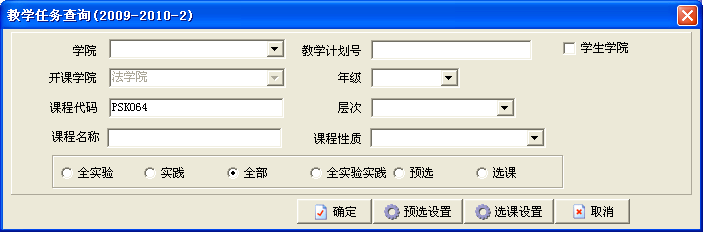 教学任务查询(2009-2010-2)
学院 教学计划号 学生学院
开课学院 法学院 年级
课程代码 PSK064 层次
课程名称 课程性质
全实验 实践 全部 全实验实践 预选 选课
确定 预选设置 选课设置 取消